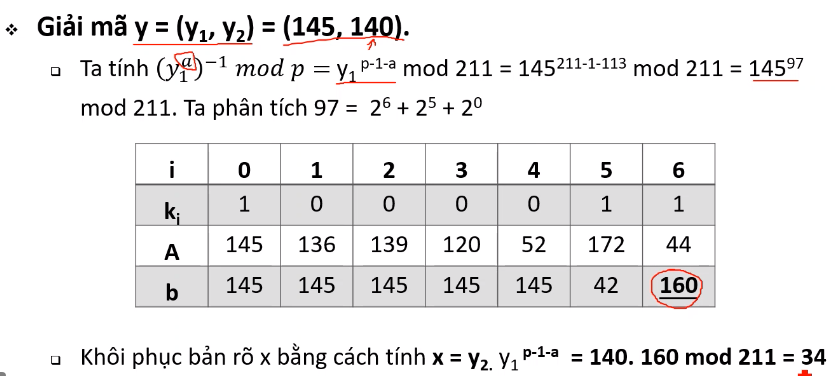 ❖ Giải mã y = (y₁, y₂) = (145, 140).
❑ Ta tính (y₁ᵃ)⁻¹ mod p = y₁ ᵖ⁻¹⁻ᵃ mod 211 = 145²¹¹⁻¹⁻¹¹³ mod 211 = 145⁹⁷
mod 211. Ta phân tích 97 = 2⁶ + 2⁵ + 2⁰
i 0 1 2 3 4 5 6
kᵢ 1 0 0 0 0 1 1
A 145 136 139 120 52 172 44
b 145 145 145 145 145 42 160
❑ Khôi phục bản rõ x bằng cách tính x = y₂. y₁ ᵖ⁻¹⁻ᵃ = 140. 160 mod 211 = 34